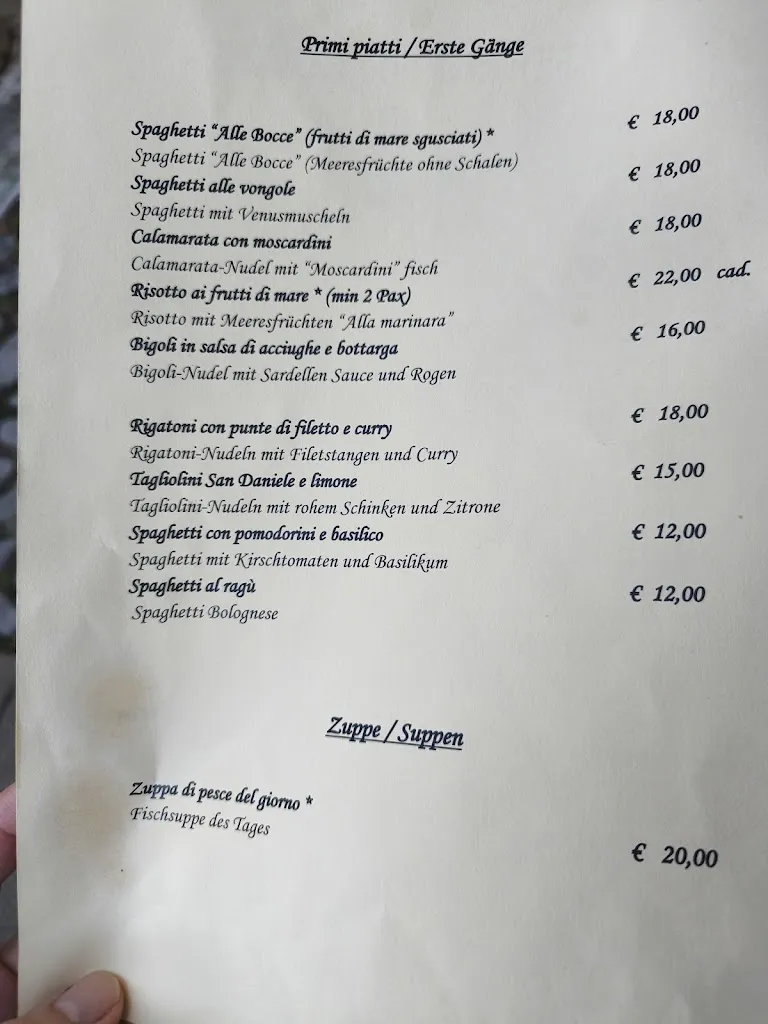 Primi piatti / Erste Gänge
Spaghetti "Alle Bocce" (frutti di mare sgusciati) * € 18,00
Spaghetti "Alle Bocce" (Meeresfrüchte ohne Schalen)
Spaghetti alle vongole € 18,00
Spaghetti mit Venusmuscheln
Calamarata con moscardini € 18,00
Calamarata-Nudel mit "Moscardini" fisch
Risotto ai frutti di mare * (min 2 Pax) € 22,00 cad.
Risotto mit Meeresfrüchten "Alla marinara"
Bigoli in salsa di acciughe e bottarga € 16,00
Bigoli-Nudel mit Sardellen Sauce und Rogen
Rigatoni con punte di filetto e curry € 18,00
Rigatoni-Nudeln mit Filetstangen und Curry
Tagliolini San Daniele e limone € 15,00
Tagliolini-Nudeln mit rohem Schinken und Zitrone
Spaghetti con pomodorini e basilico € 12,00
Spaghetti mit Kirschtomaten und Basilikum
Spaghetti al ragù € 12,00
Spaghetti Bolognese
Zuppe / Suppen
Zuppa di pesce del giorno *
Fischsuppe des Tages
€ 20,00